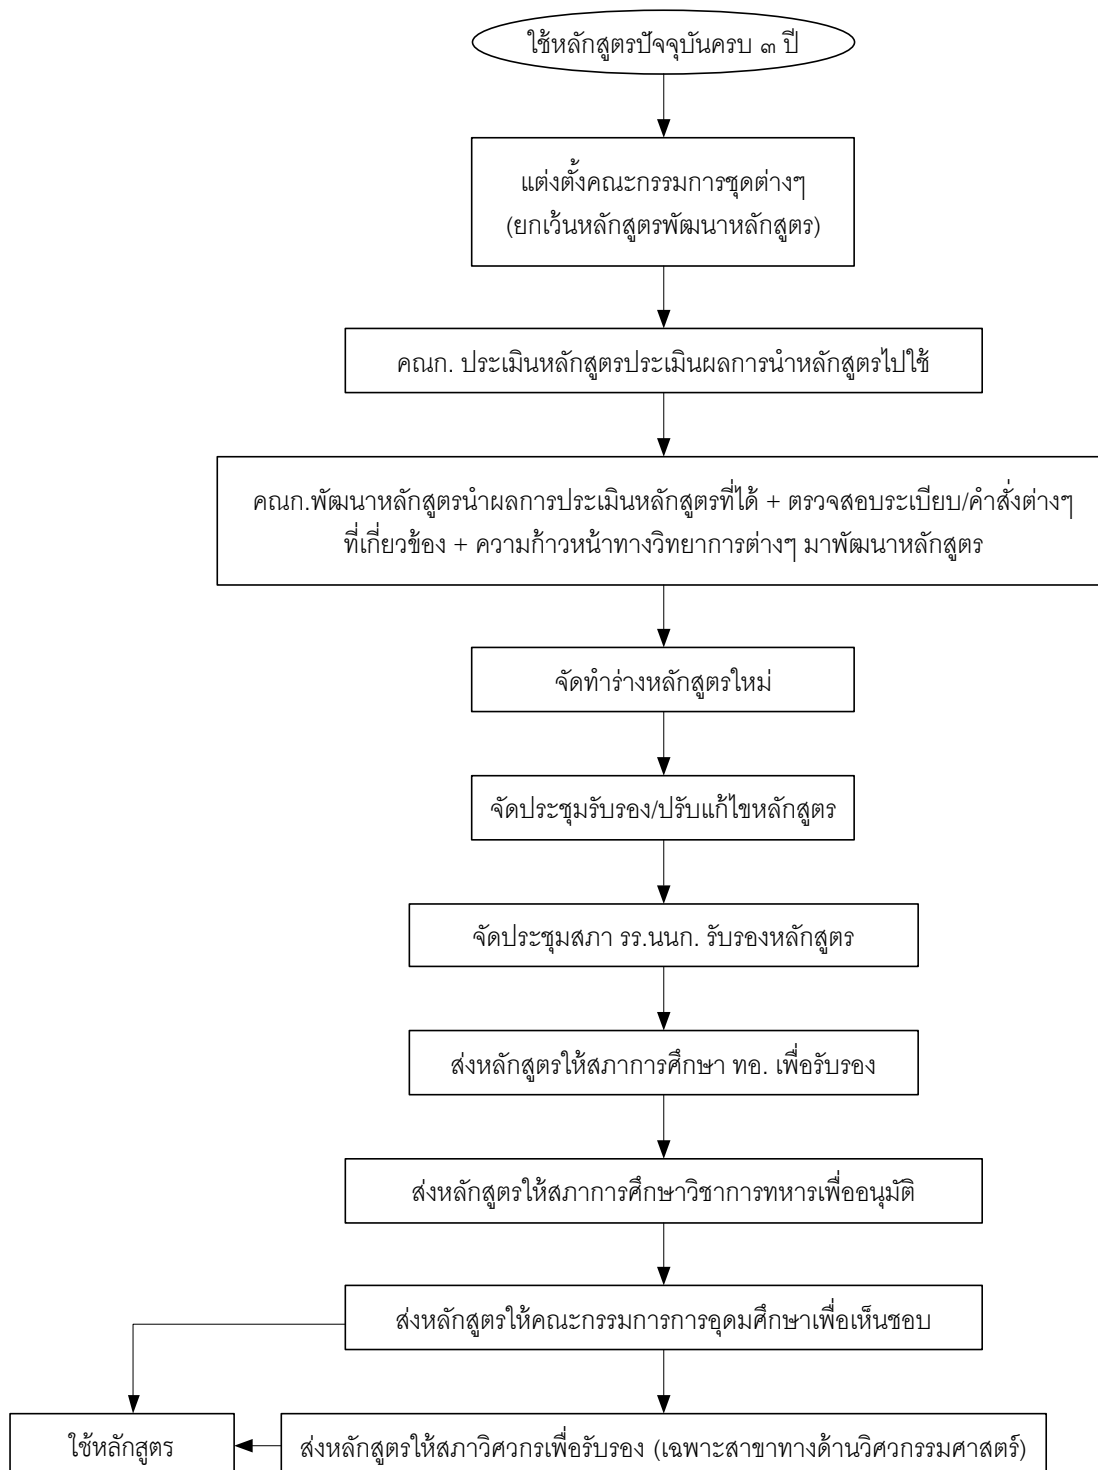 ใช้หลักสูตรปัจจุบันครบ ๓ ปี
แต่งตั้งคณะกรรมการชุดต่างๆ
(ยกเว้นหลักสูตรพัฒนาหลักสูตร)
คณก. ประเมินหลักสูตรประเมินผลการนำหลักสูตรไปใช้
คณก.พัฒนาหลักสูตรนำผลการประเมินหลักสูตรที่ได้ + ตรวจสอบระเบียบ/คำสั่งต่างๆ
ที่เกี่ยวข้อง + ความก้าวหน้าทางวิทยาการต่างๆ มาพัฒนาหลักสูตร
จัดทำร่างหลักสูตรใหม่
จัดประชุมรับรอง/ปรับแก้ไขหลักสูตร
จัดประชุมสภา รร.นนก. รับรองหลักสูตร
ส่งหลักสูตรให้สภาการศึกษา ทอ. เพื่อรับรอง
ส่งหลักสูตรให้สภาการศึกษาวิชาการทหารเพื่ออนุมัติ
ส่งหลักสูตรให้คณะกรรมการการอุดมศึกษาเพื่อเห็นชอบ
ใช้หลักสูตร
ส่งหลักสูตรให้สภาวิศวกรเพื่อรับรอง (เฉพาะสาขาทางด้านวิศวกรรมศาสตร์)